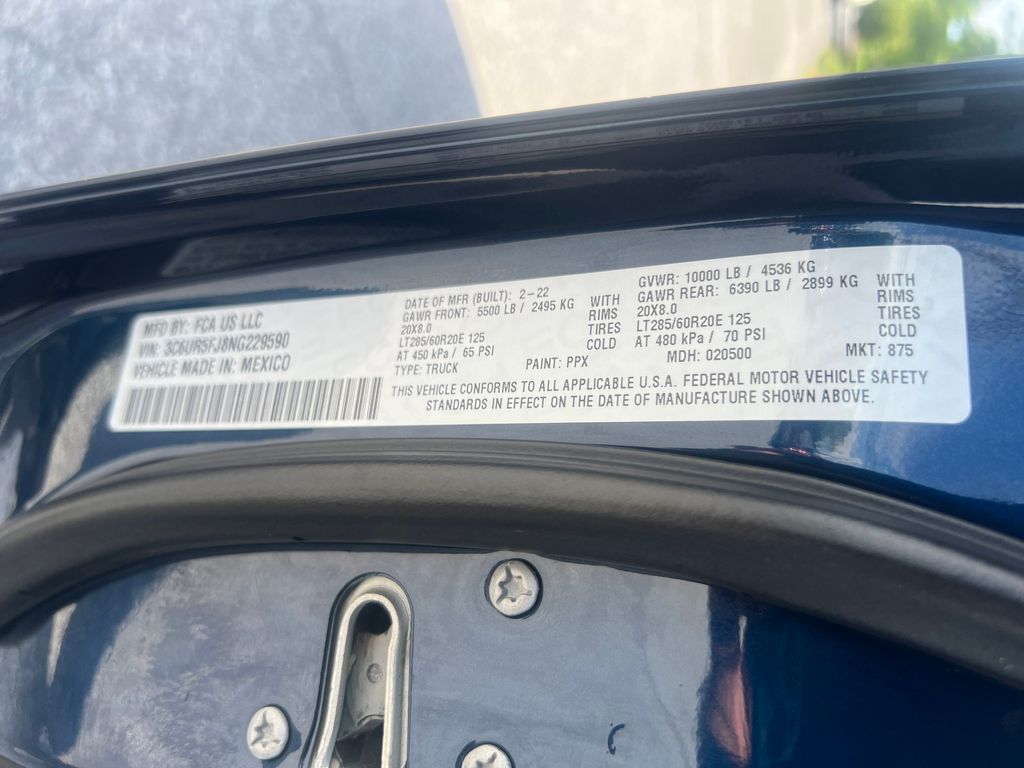 MFD BY: FCA US LLC
VIN: 3C6UR5FJ8NG229590
VEHICLE MADE IN: MEXICO
DATE OF MFR (BUILT): 2-22
GAWR FRONT: 5500 LB / 2495 KG WITH
20X8.0 RIMS
LT285/60R20E 125 TIRES
AT 450 kPa / 65 PSI COLD
TYPE: TRUCK PAINT: PPX
GVWR: 10000 LB / 4536 KG
GAWR REAR: 6390 LB / 2899 KG WITH
20X8.0 RIMS
LT285/60R20E 125 TIRES
AT 480 kPa / 70 PSI COLD
MDH: 020500 MKT: 875
THIS VEHICLE CONFORMS TO ALL APPLICABLE U.S.A. FEDERAL MOTOR VEHICLE SAFETY
STANDARDS IN EFFECT ON THE DATE OF MANUFACTURE SHOWN ABOVE.